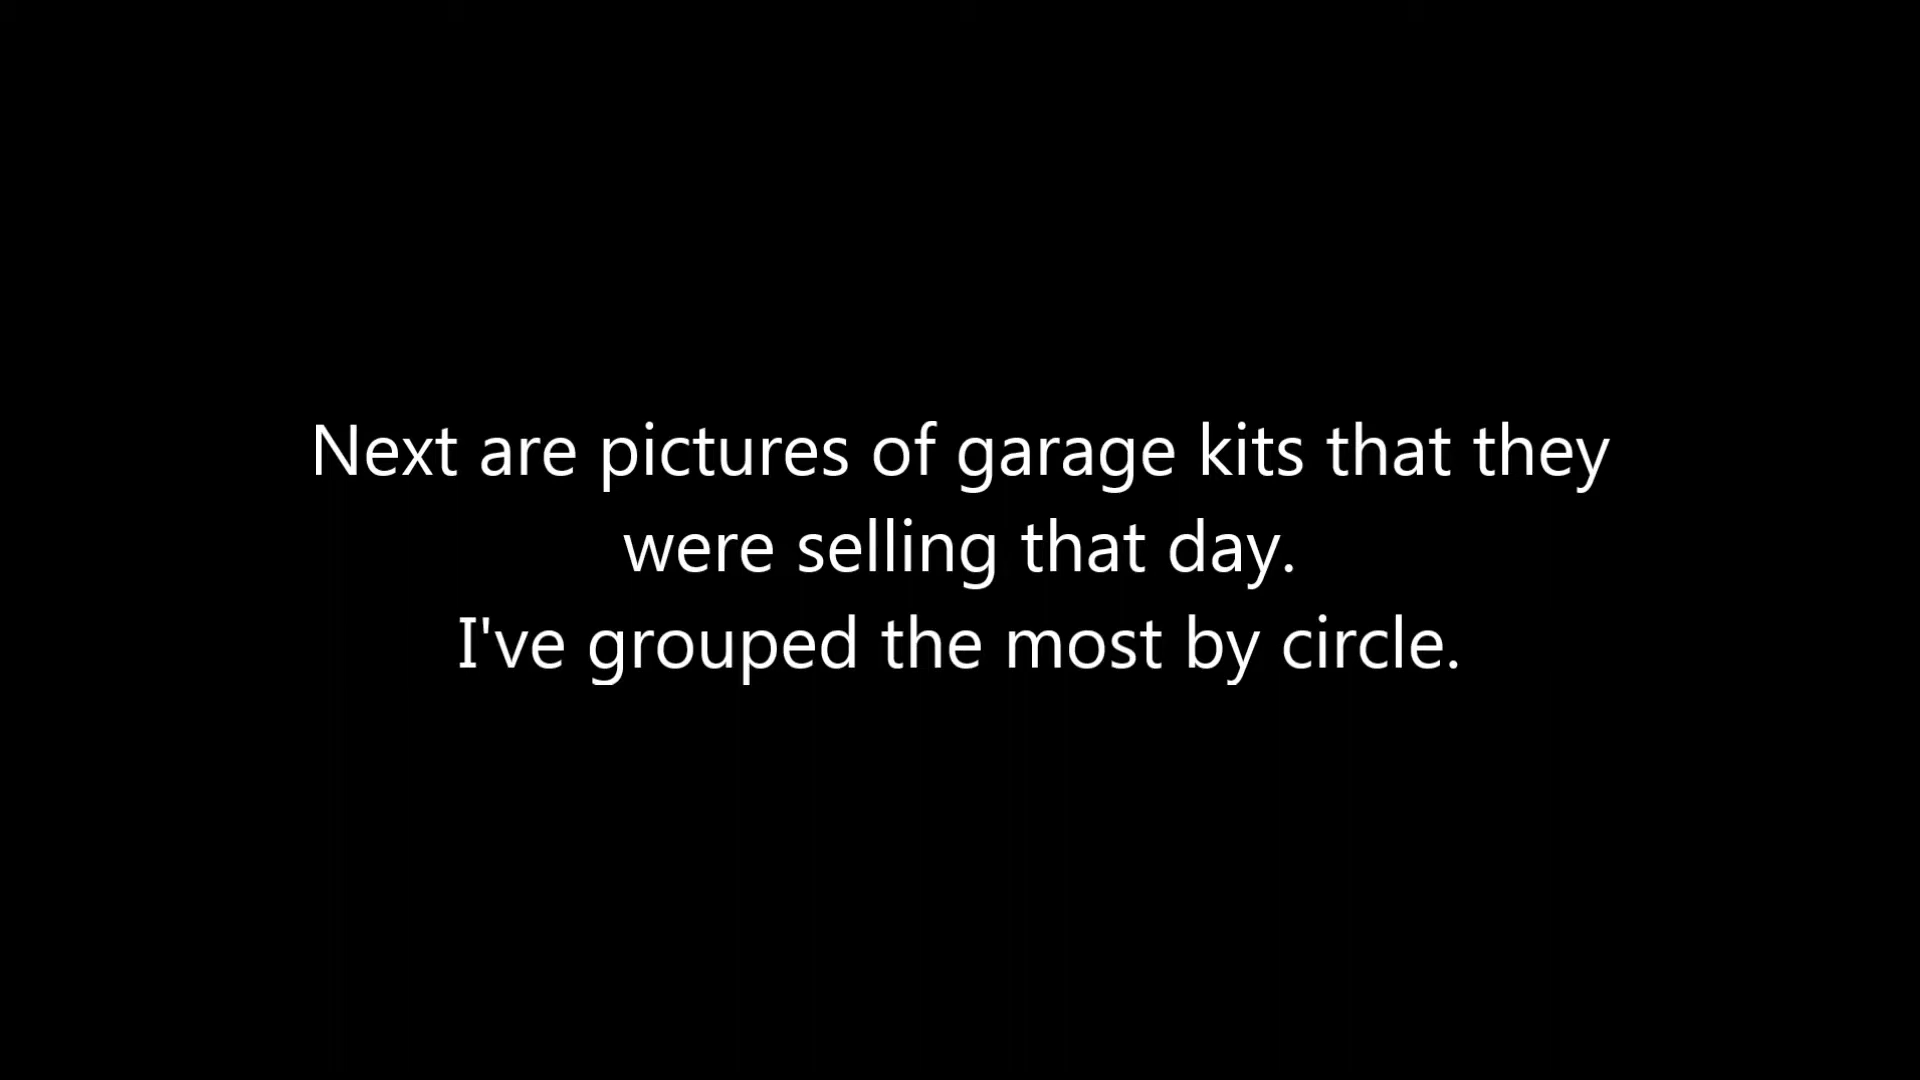 Next are pictures of garage kits that they
were selling that day.
I've grouped the most by circle.